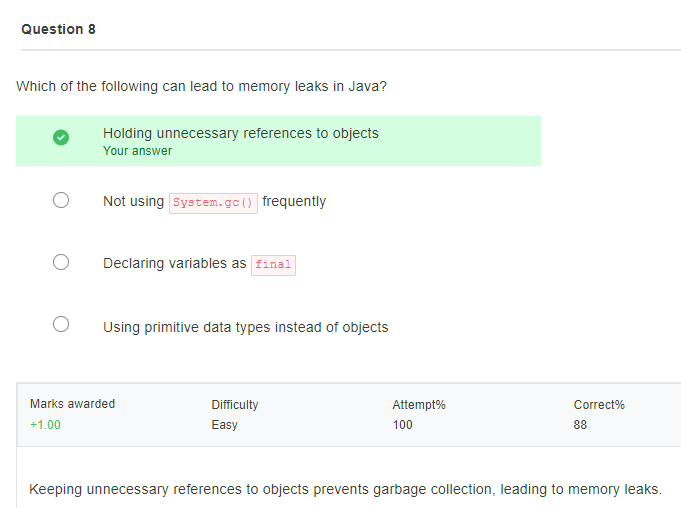 Question 8
Which of the following can lead to memory leaks in Java?
Holding unnecessary references to objects
Your answer
Not using System.gc() frequently
Declaring variables as final
Using primitive data types instead of objects
Marks awarded Difficulty Attempt% Correct%
+1.00 Easy 100 88
Keeping unnecessary references to objects prevents garbage collection, leading to memory leaks.